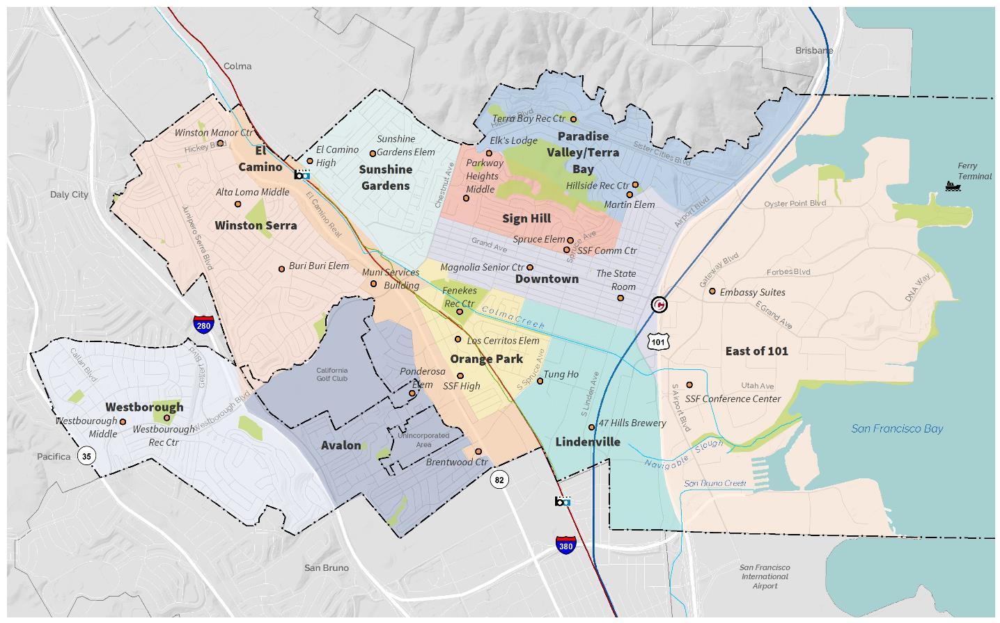 Brisbane
Colma
Terra Bay Rec Ctr
Hillside Blvd
Paradise
Valley/Terra
Bay
Winston Manor Ctr
Hickey Blvd
El
Camino
El Camino
High
Sunshine
Gardens Elem
Sunshine
Gardens
Elk's Lodge
Parkway
Heights
Middle
Chestnut Ave
Sister Cities Blvd
Hillside Rec Ctr
Martin Elem
Airport Blvd
Ferry
Terminal
Oyster Point Blvd
Daly City
Alta Loma Middle
Winston Serra
Junipero Serra Blvd
El Camino Real
ba
Sign Hill
Spruce Elem
Spruce Ave
SSF Comm Ctr
Grand Ave
Magnolia Senior Ctr
Downtown
The State
Room
Gateway Blvd
Forbes Blvd
DNA Way
Embassy Suites
E Grand Ave
Buri Buri Elem
Muni Services
Building
Fenekes
Rec Ctr
Colma Creek
280
101
East of 101
Los Cerritos Elem
Orange Park
S Spruce Ave
SSF High
Tung Ho
S Linden Ave
Utah Ave
S Airport Blvd
SSF Conference Center
California
Golf Club
Ponderosa
Elem
Callan Blvd
Gellert Blvd
Westborough Blvd
Westborough
Westbourough
Middle
Westbourough
Rec Ctr
Avalon
Unincorporated
Area
Brentwood Ctr
47 Hills Brewery
Lindenville
Navigable Slough
San Francisco Bay
San Bruno Creek
Pacifica
35
82
ba
380
San Bruno
San Francisco
International
Airport